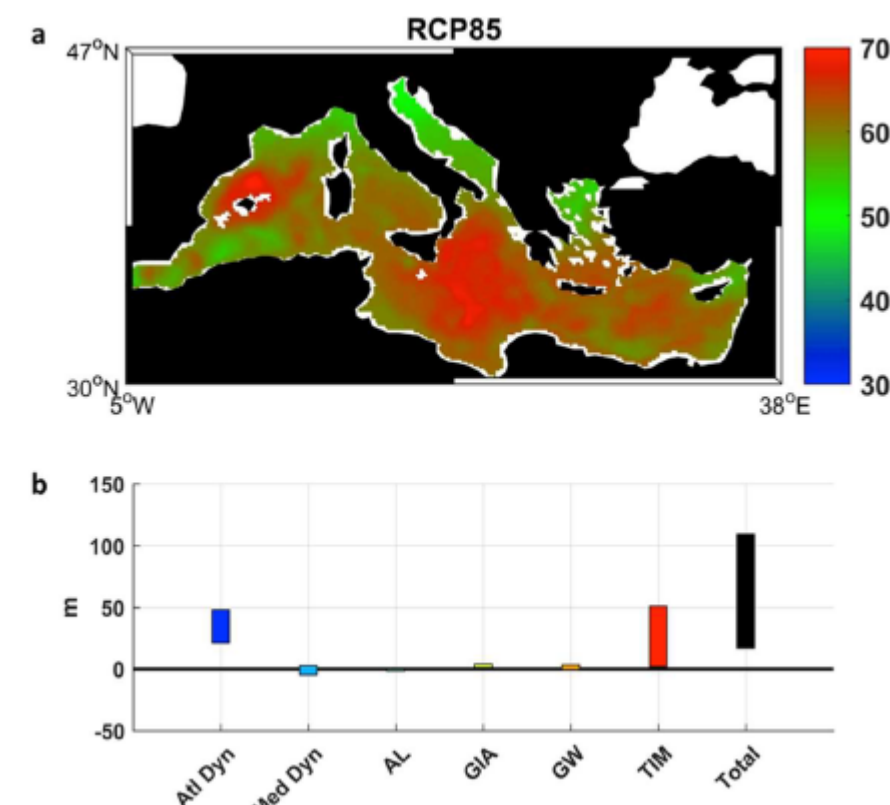 a
RCP85
47°N
70
60
50
40
30
30°N
5°W
38°E
b
150
100
50
0
-50
m
Atl Dyn
Med Dyn
AL
GIA
GW
TIM
Total